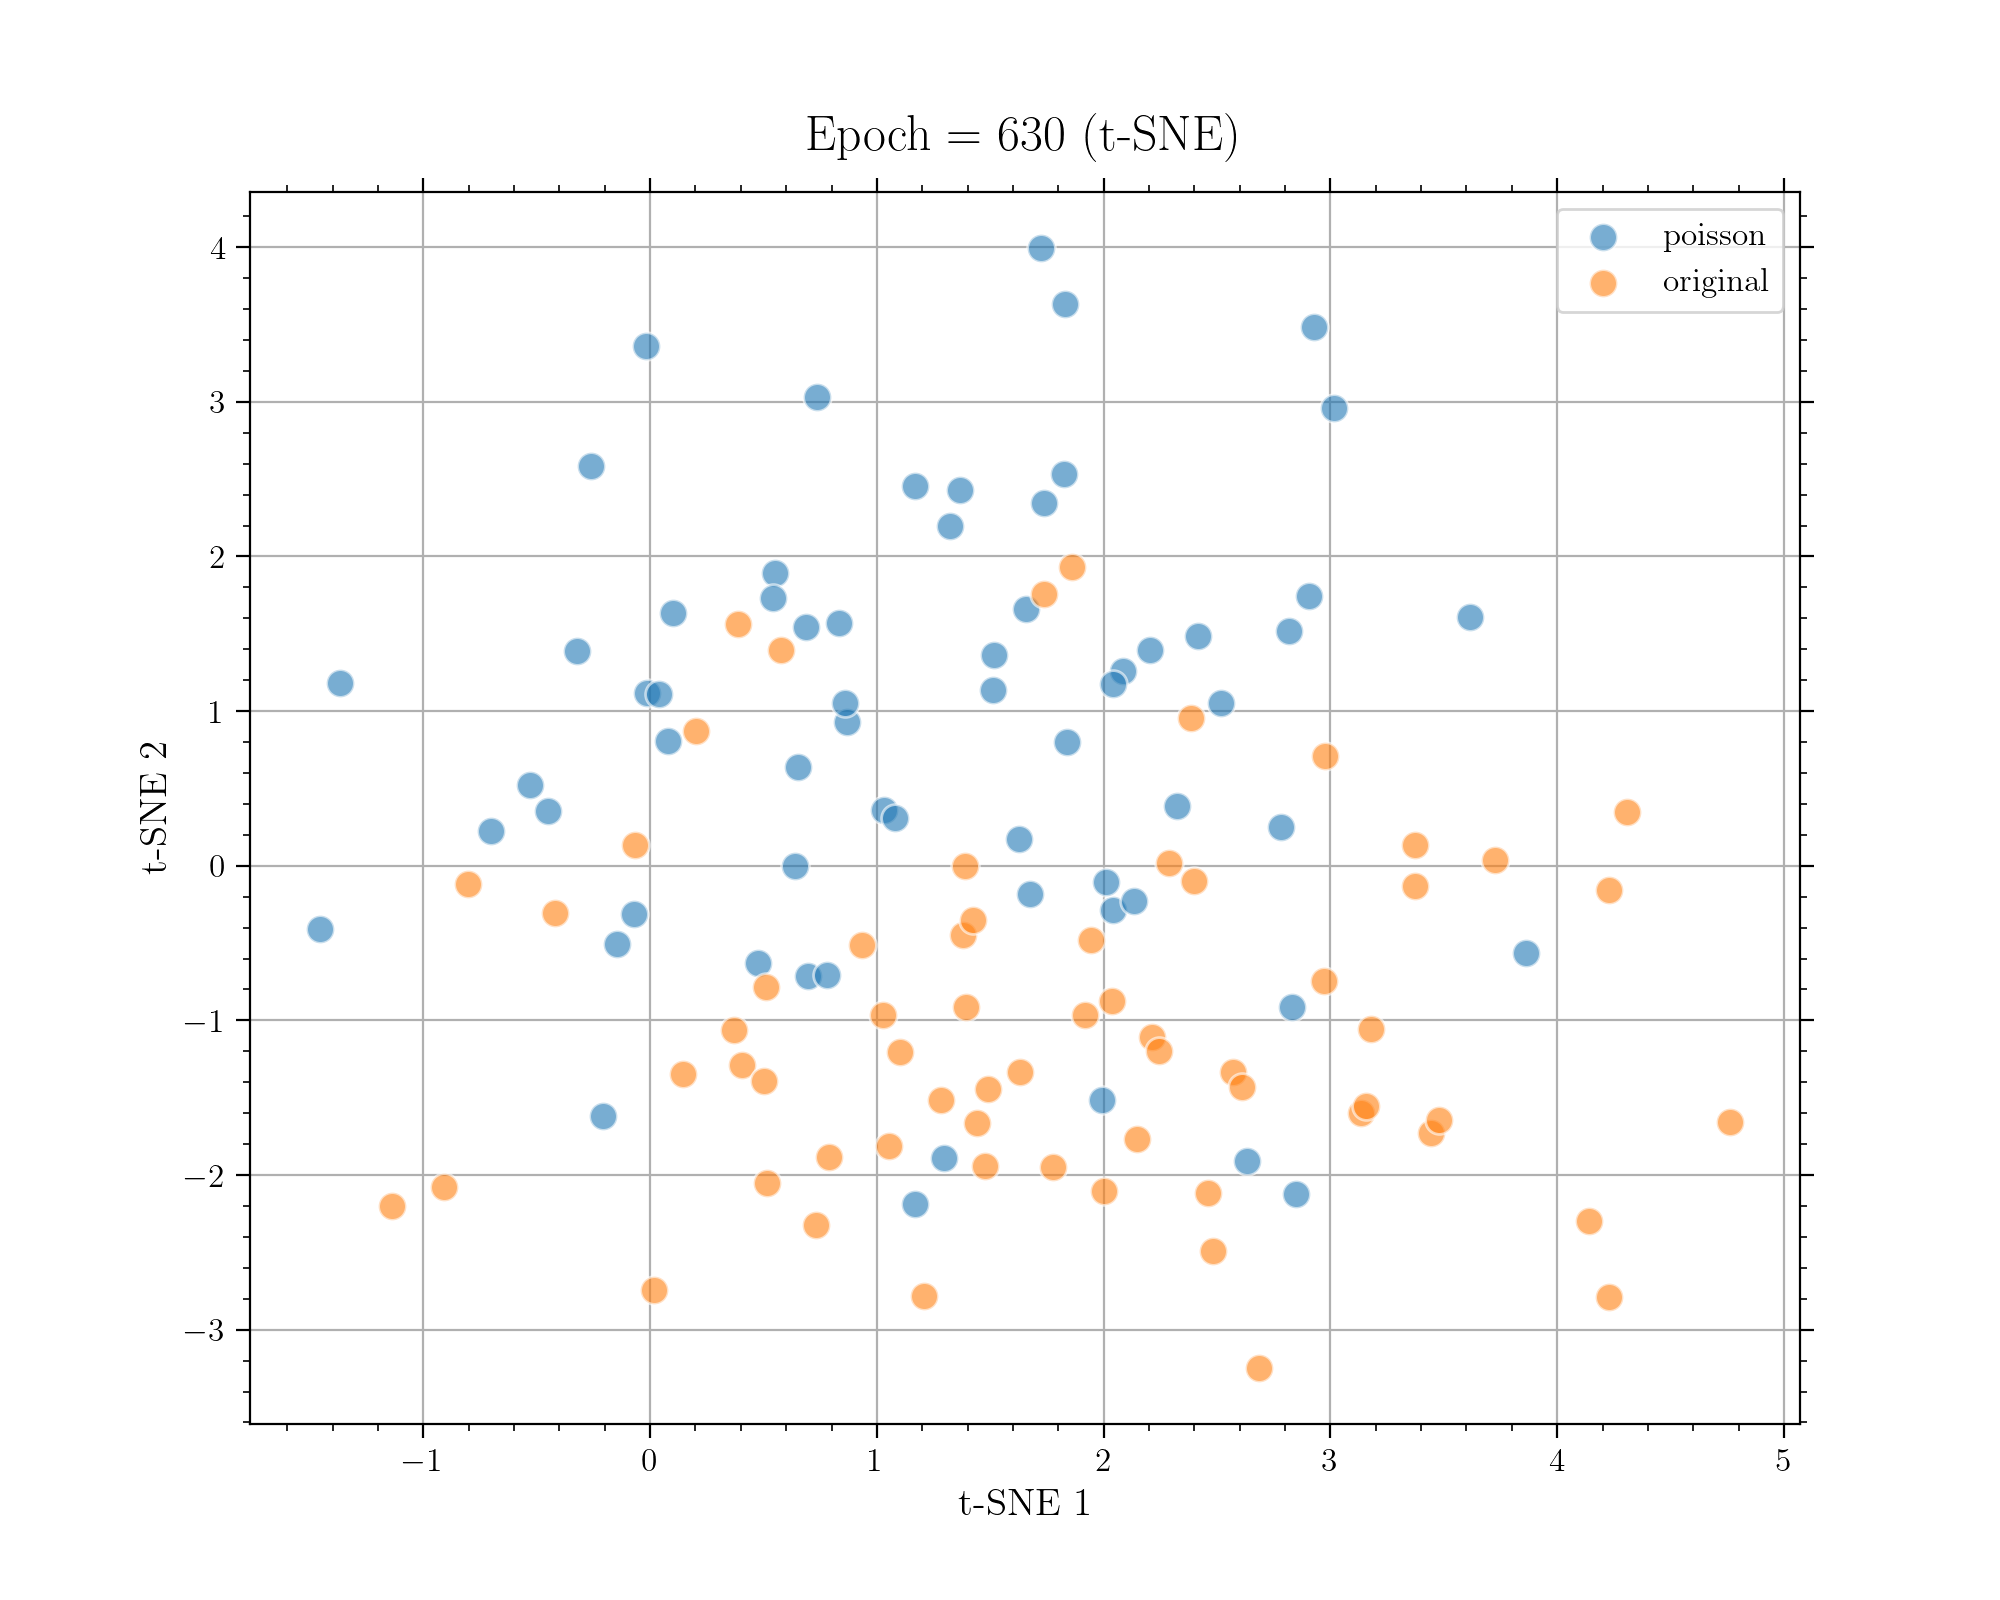 Epoch = 630 (t-SNE)
poisson
original
4
3
2
1
0
−1
−2
−3
t-SNE 2
−1 0 1 2 3 4 5
t-SNE 1